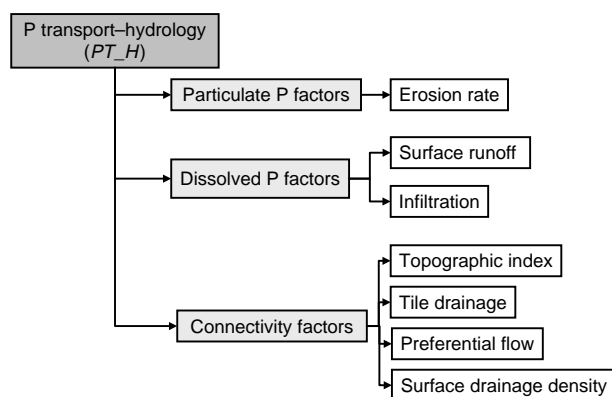 P transport–hydrology
(PT_H)
Particulate P factors
Erosion rate
Surface runoff
Dissolved P factors
Infiltration
Topographic index
Tile drainage
Connectivity factors
Preferential flow
Surface drainage density